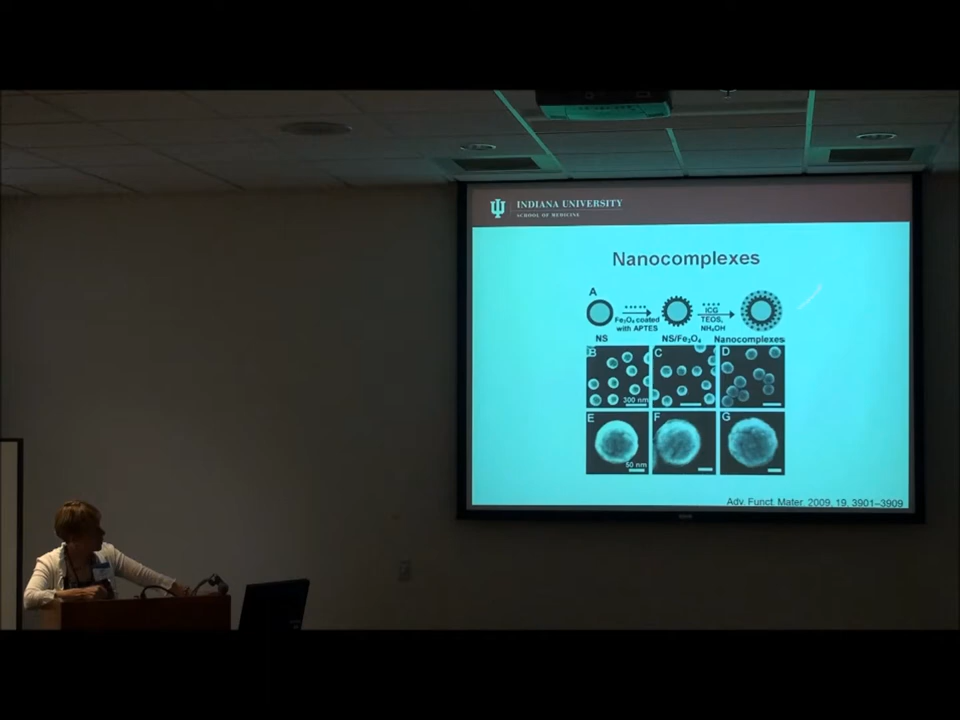 INDIANA UNIVERSITY
SCHOOL OF MEDICINE
Nanocomplexes
A
Fe₃O₄ coated
with APTES
ICG
TEOS,
NH₄OH
NS
NS/Fe₃O₄
Nanocomplexes
B
C
D
300 nm
E
F
G
50 nm
Adv. Funct. Mater. 2009, 19, 3901–3909